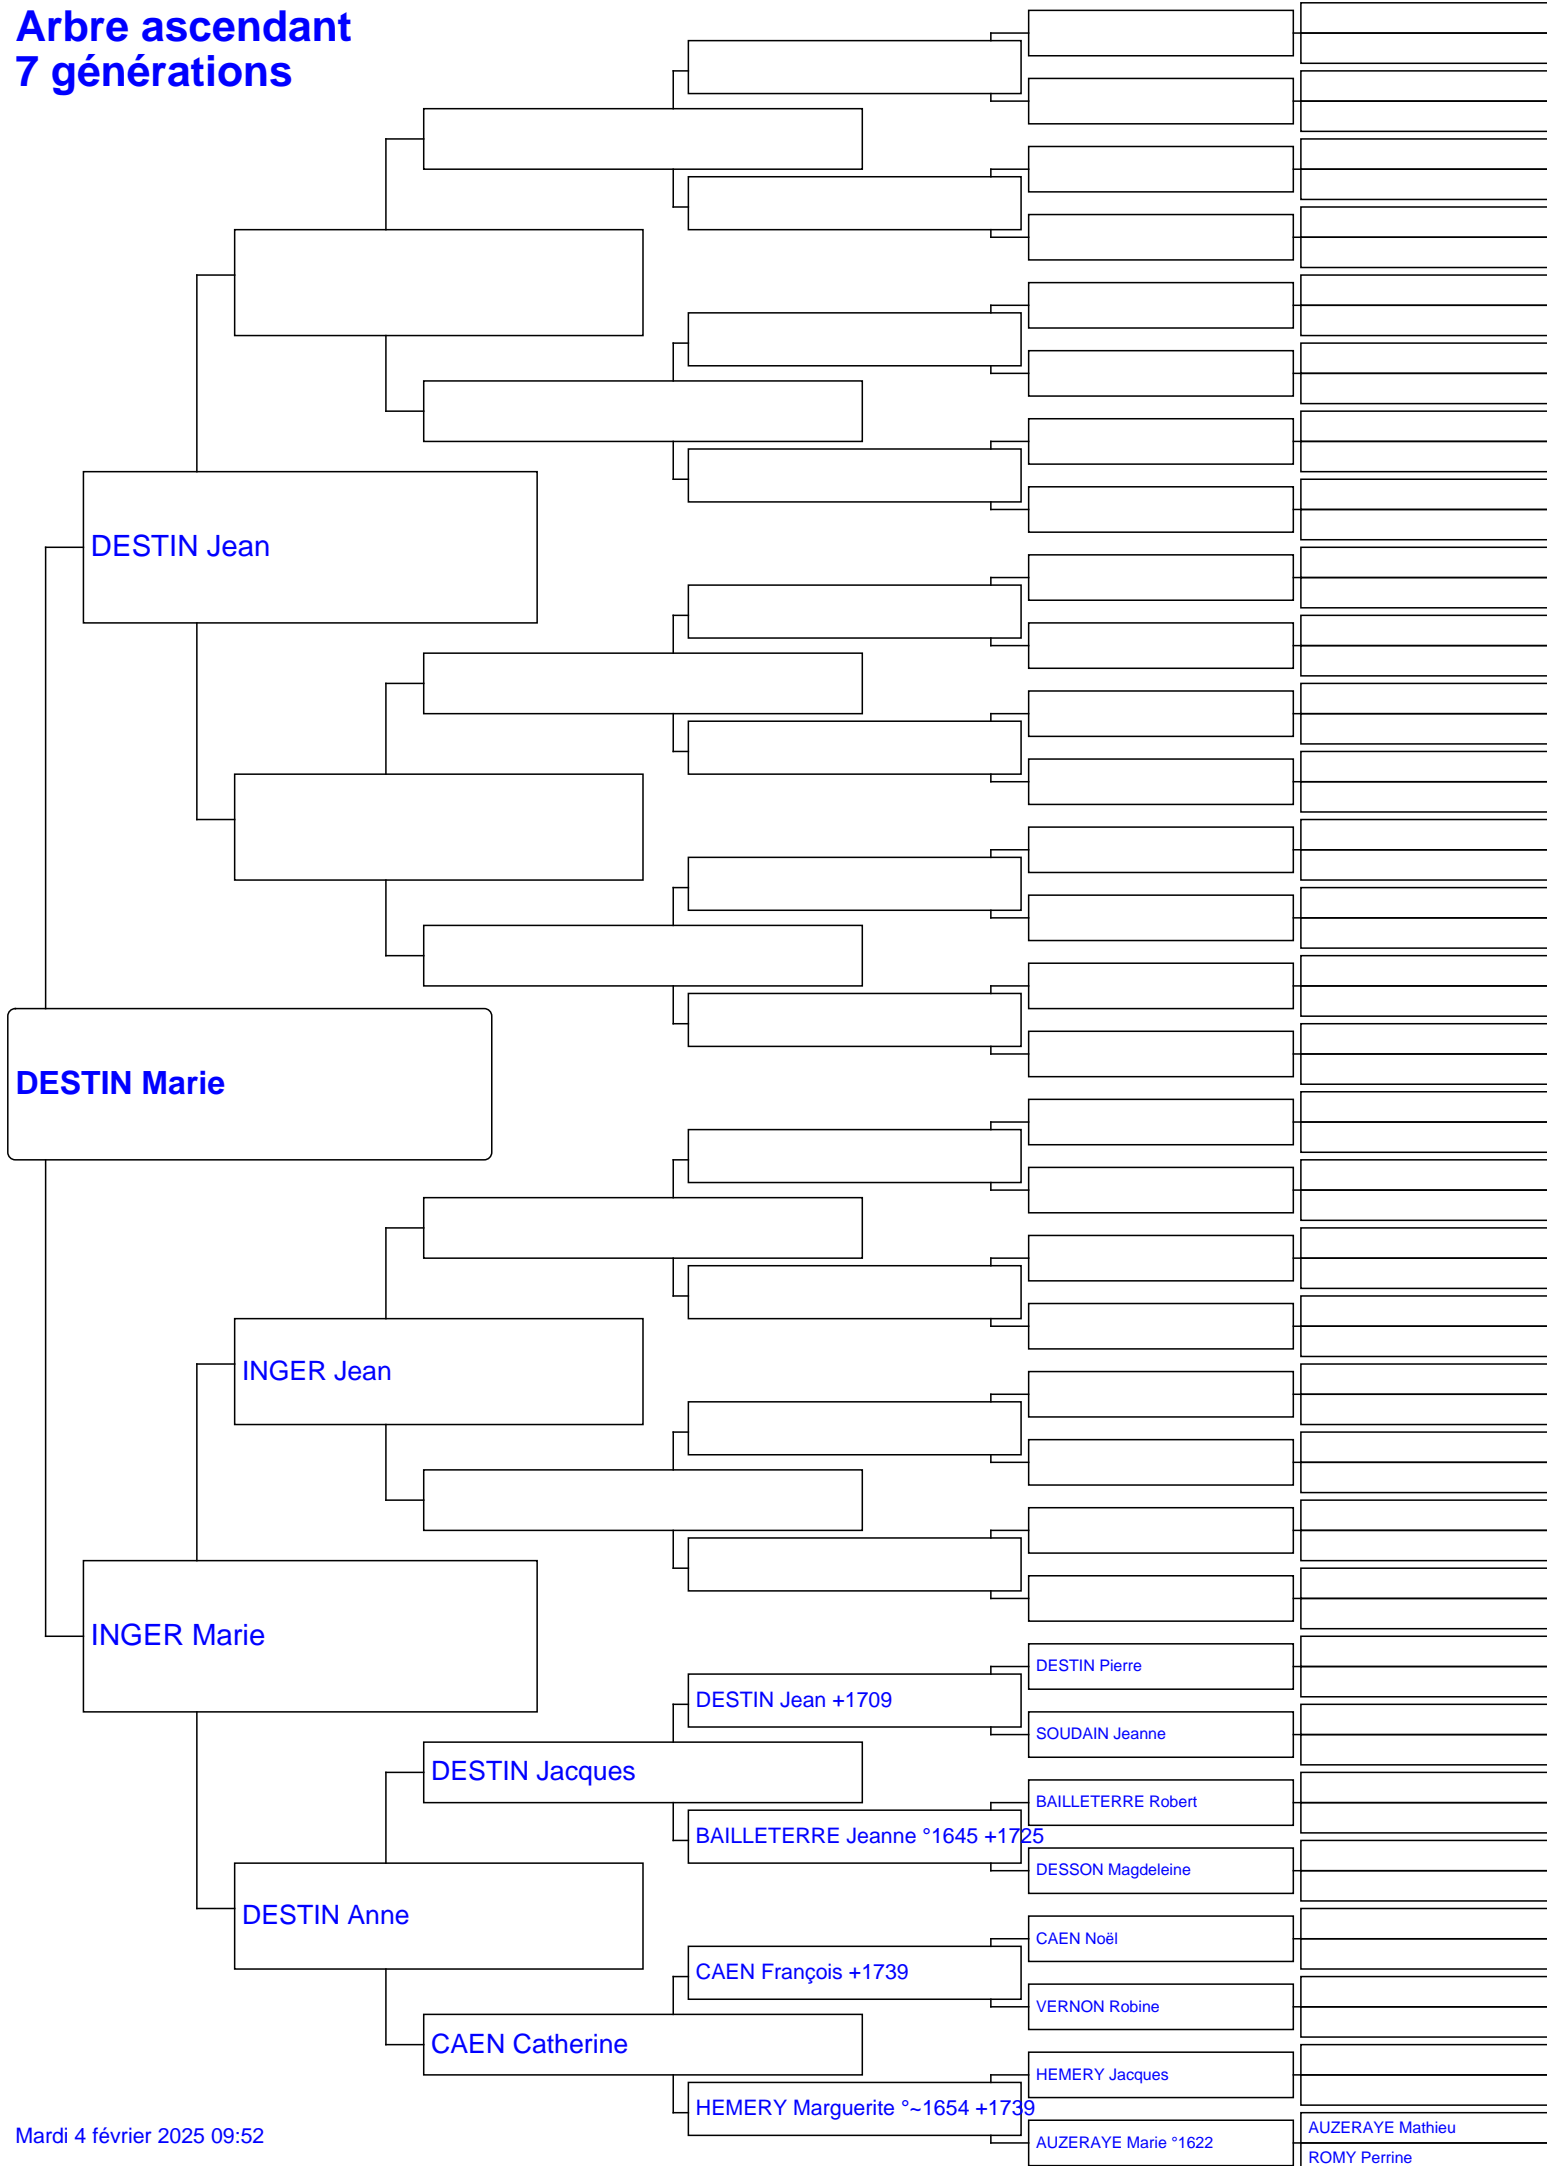 Arbre ascendant
7 générations
DESTIN Jean
DESTIN Marie
INGER Jean
INGER Marie
DESTIN Pierre
DESTIN Jean +1709
SOUDAIN Jeanne
DESTIN Jacques
BAILLETERRE Robert
BAILLETERRE Jeanne °1645 +1725
DESSON Magdeleine
DESTIN Anne
CAEN Noël
CAEN François +1739
VERNON Robine
CAEN Catherine
HEMERY Jacques
HEMERY Marguerite °~1654 +1739
AUZERAYE Mathieu
AUZERAYE Marie °1622
ROMY Perrine
Mardi 4 février 2025 09:52